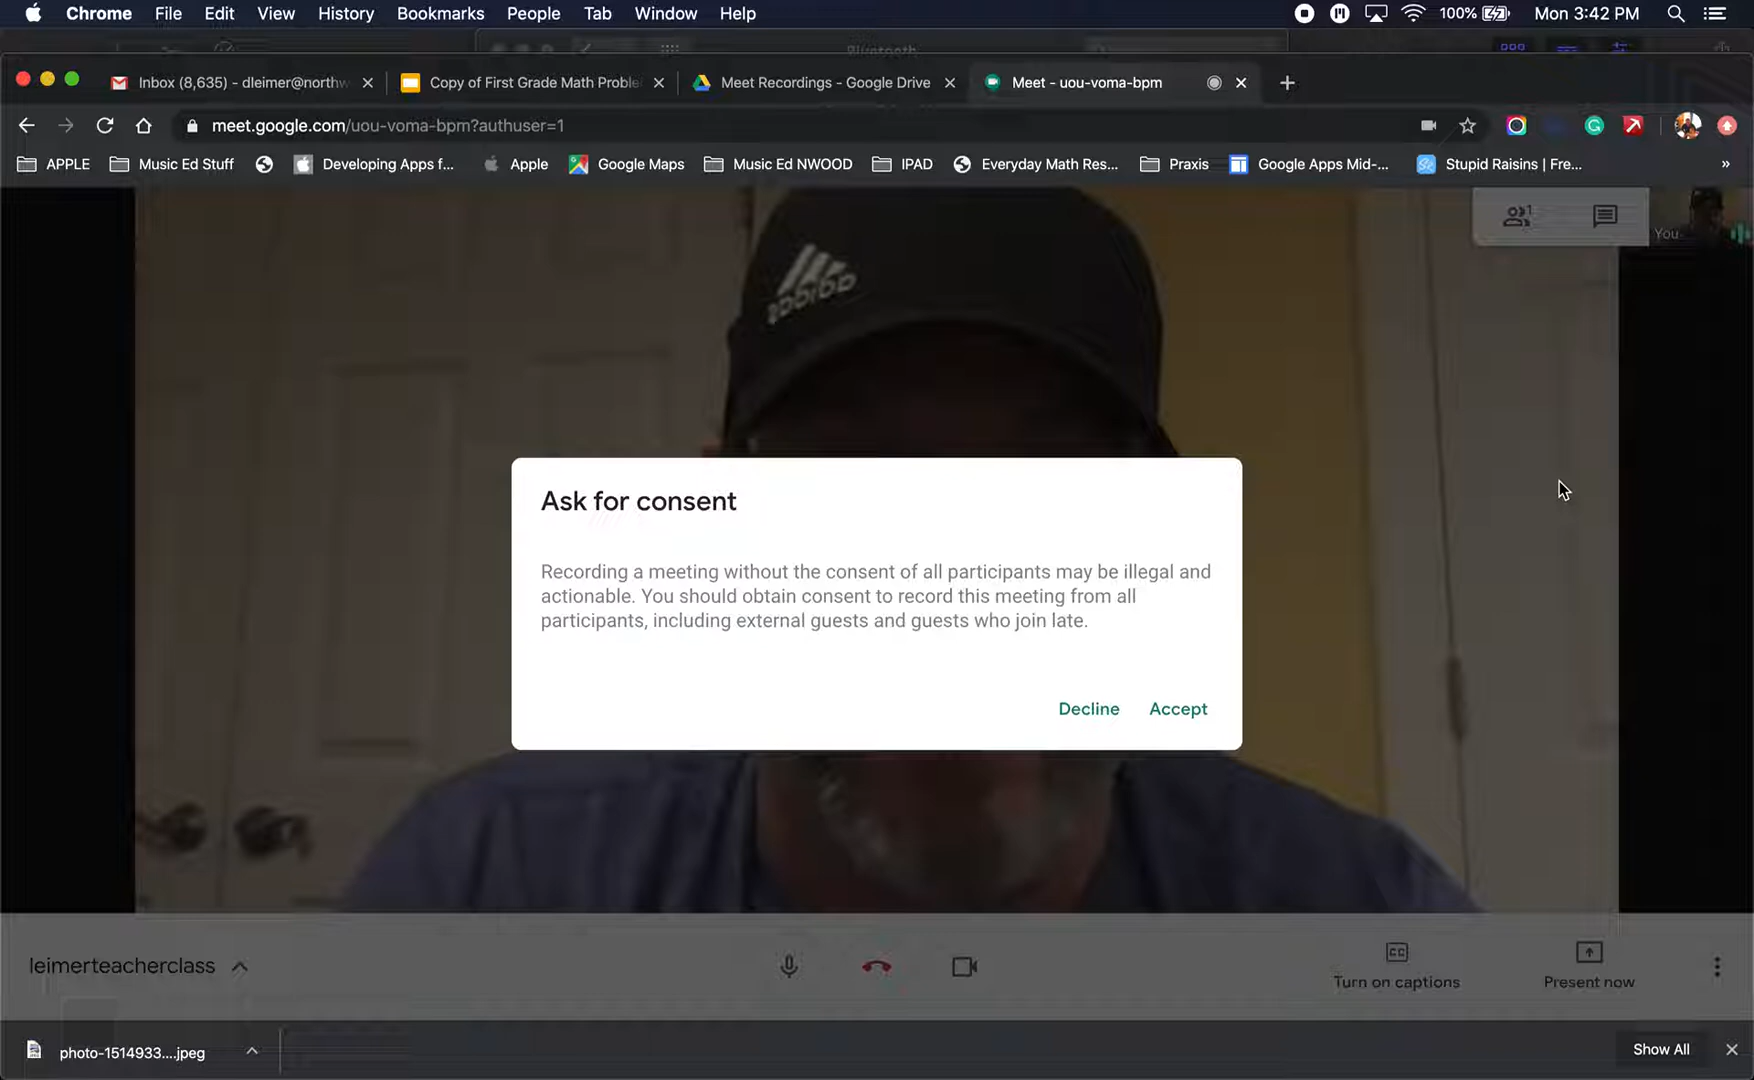 Chrome File Edit View History Bookmarks People Tab Window Help 100% Mon 3:42 PM
Bluetooth
Inbox (8,635) - dleimer@northw Copy of First Grade Math Proble Meet Recordings - Google Drive Meet - uou-voma-bpm
meet.google.com/uou-voma-bpm?authuser=1
APPLE Music Ed Stuff Developing Apps f... Apple Google Maps Music Ed NWOOD IPAD Everyday Math Res... Praxis Google Apps Mid-... Stupid Raisins | Fre... »
1
You
adidas
Ask for consent
Recording a meeting without the consent of all participants may be illegal and
actionable. You should obtain consent to record this meeting from all
participants, including external guests and guests who join late.
Decline Accept
leimerteacherclass
CC
Turn on captions Present now
photo-1514933....jpeg Show All